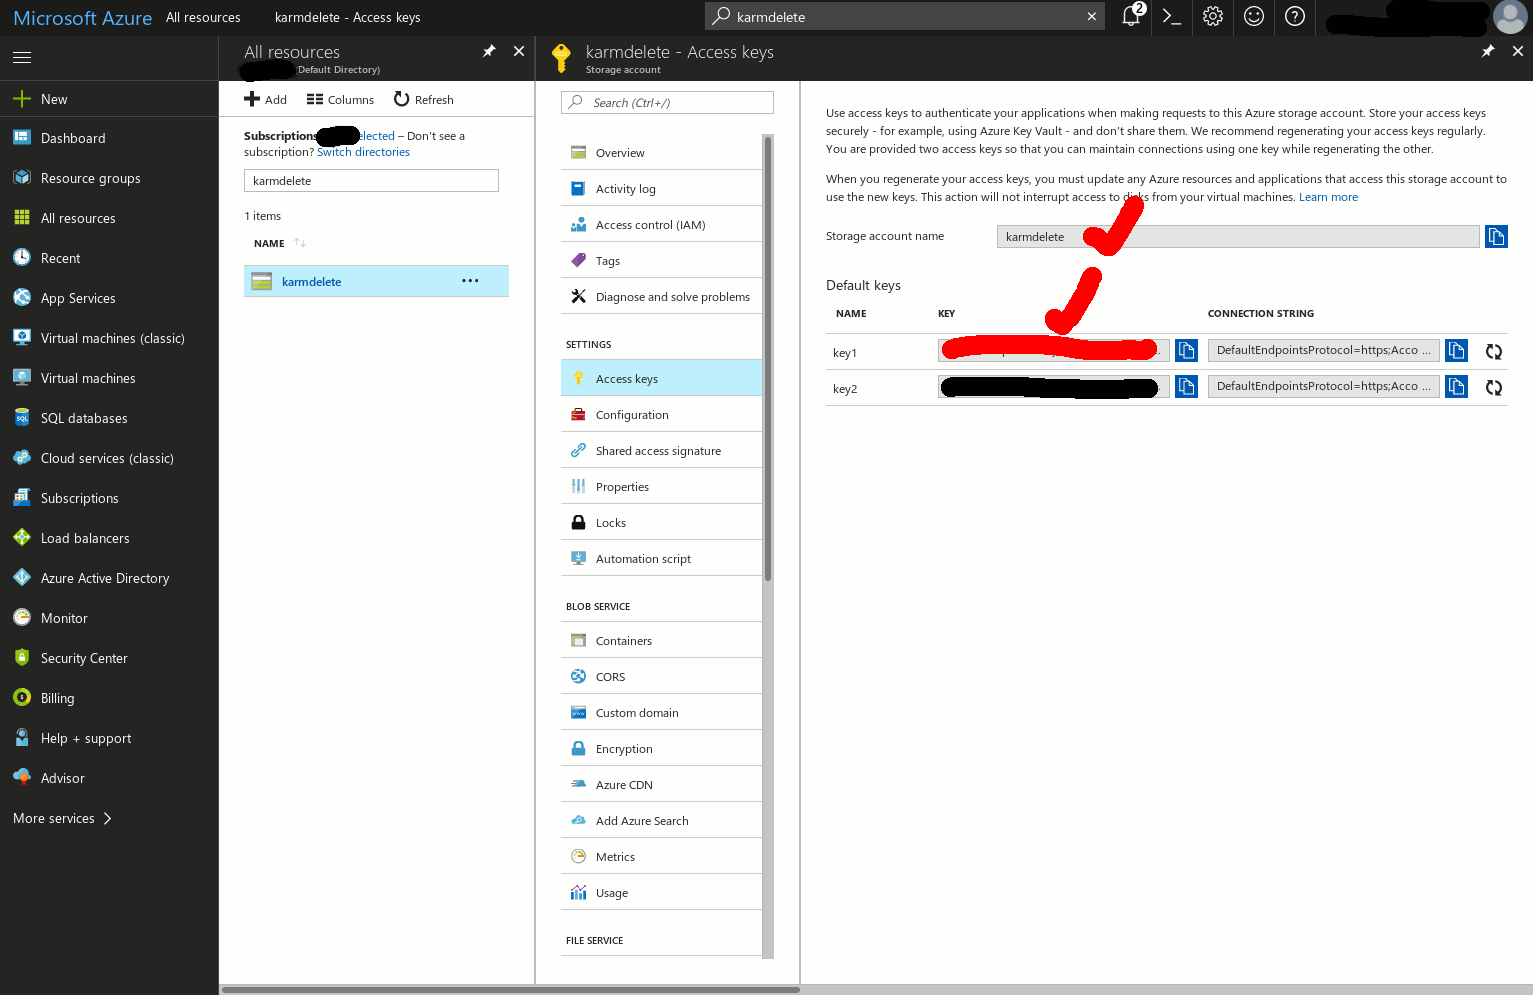 Microsoft Azure All resources karmdelete - Access keys
karmdelete
2
New
Dashboard
Resource groups
All resources
Recent
App Services
Virtual machines (classic)
Virtual machines
SQL databases
Cloud services (classic)
Subscriptions
Load balancers
Azure Active Directory
Monitor
Security Center
Billing
Help + support
Advisor
More services
All resources
(Default Directory)
Add Columns Refresh
Subscriptions – Don't see a
subscription? Switch directories
karmdelete
1 items
NAME
karmdelete
karmdelete - Access keys
Storage account
Search (Ctrl+/)
Overview
Activity log
Access control (IAM)
Tags
Diagnose and solve problems
SETTINGS
Access keys
Configuration
Shared access signature
Properties
Locks
Automation script
BLOB SERVICE
Containers
CORS
Custom domain
Encryption
Azure CDN
Add Azure Search
Metrics
Usage
FILE SERVICE
Use access keys to authenticate your applications when making requests to this Azure storage account. Store your access keys
securely - for example, using Azure Key Vault - and don't share them. We recommend regenerating your access keys regularly.
You are provided two access keys so that you can maintain connections using one key while regenerating the other.
When you regenerate your access keys, you must update any Azure resources and applications that access this storage account to
use the new keys. This action will not interrupt access to disks from your virtual machines. Learn more
Storage account name karmdelete
Default keys
NAME KEY CONNECTION STRING
key1 DefaultEndpointsProtocol=https;Acco ...
key2 DefaultEndpointsProtocol=https;Acco ...